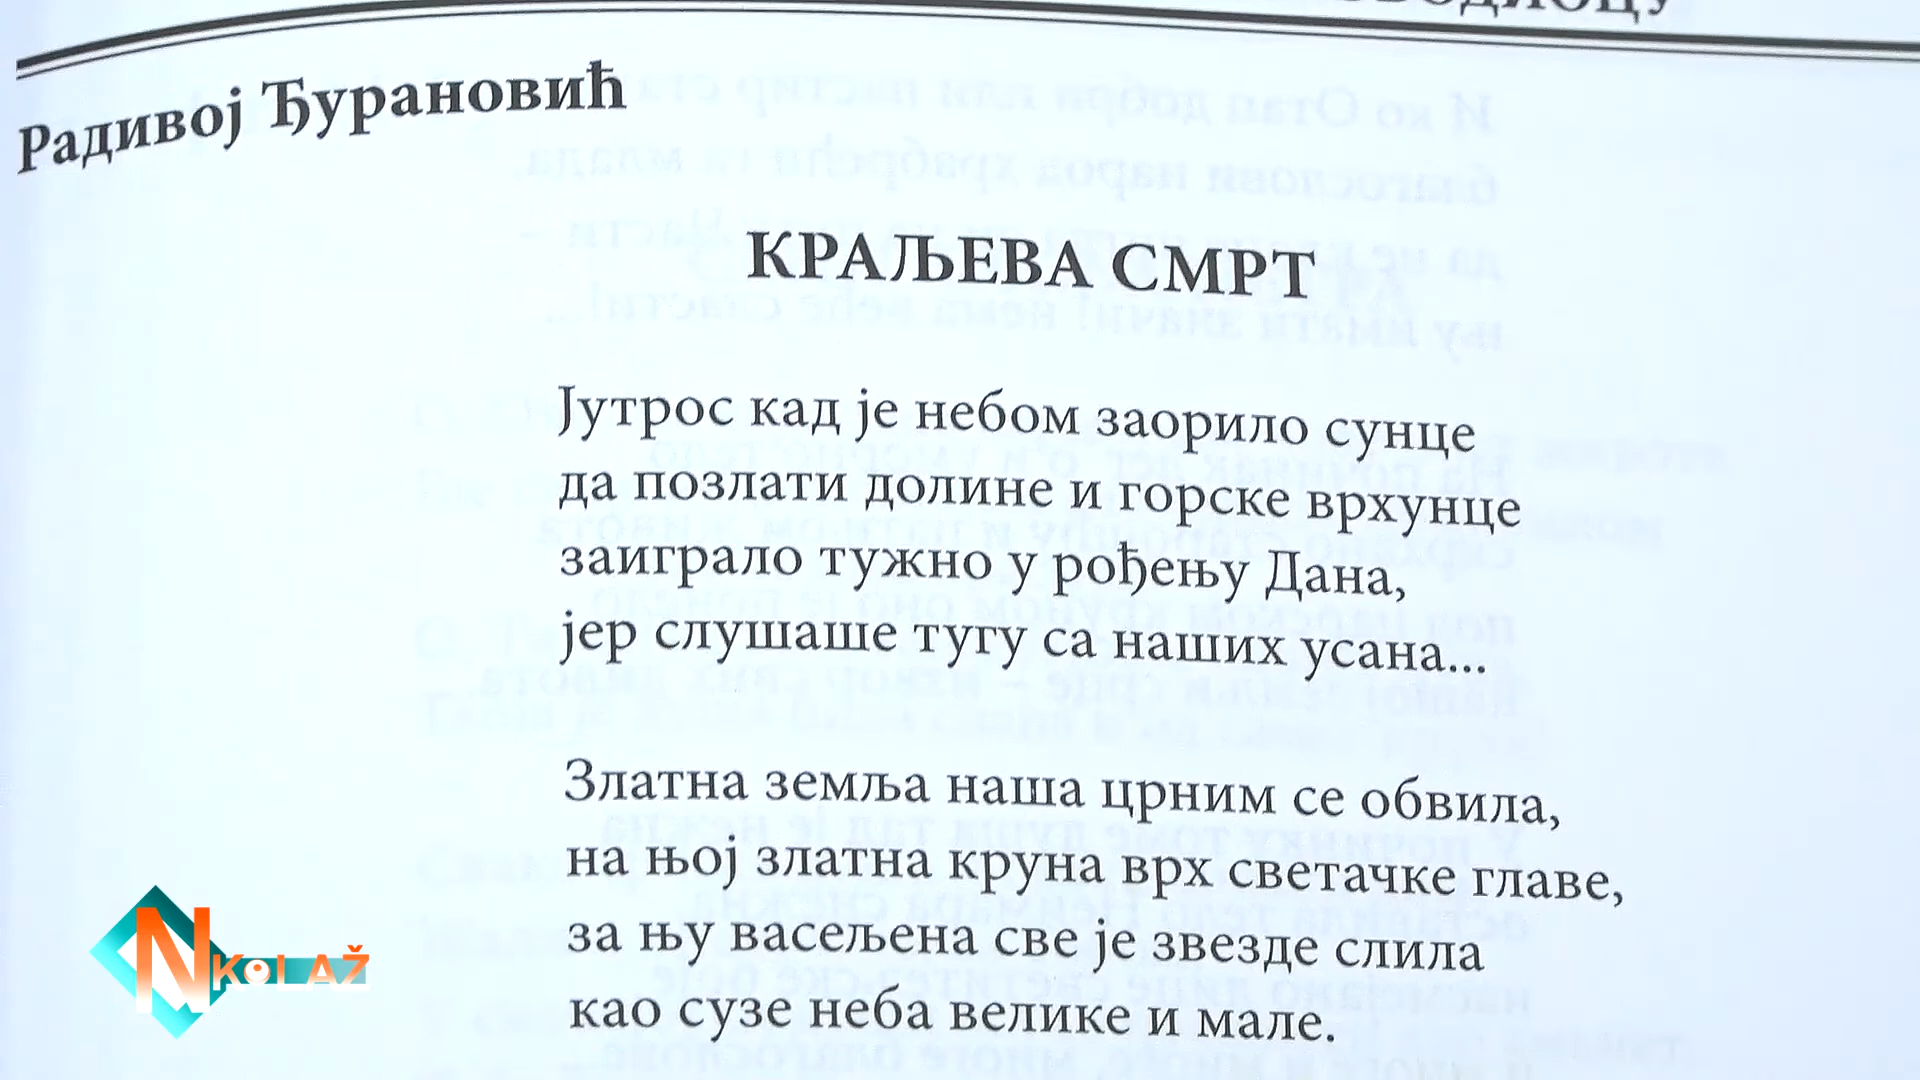 Радивој Ђурановић
КРАЉЕВА СМРТ
Јутрос кад је небом заорило сунце
да позлати долине и горске врхунце
заиграло тужно у рођењу Дана,
јер слушаше тугу са наших усана...
Златна земља наша црним се обвила,
на њој златна круна врх светачке главе,
за њу васељена све је звезде слила
као сузе неба велике и мале.
NKOLAŽ